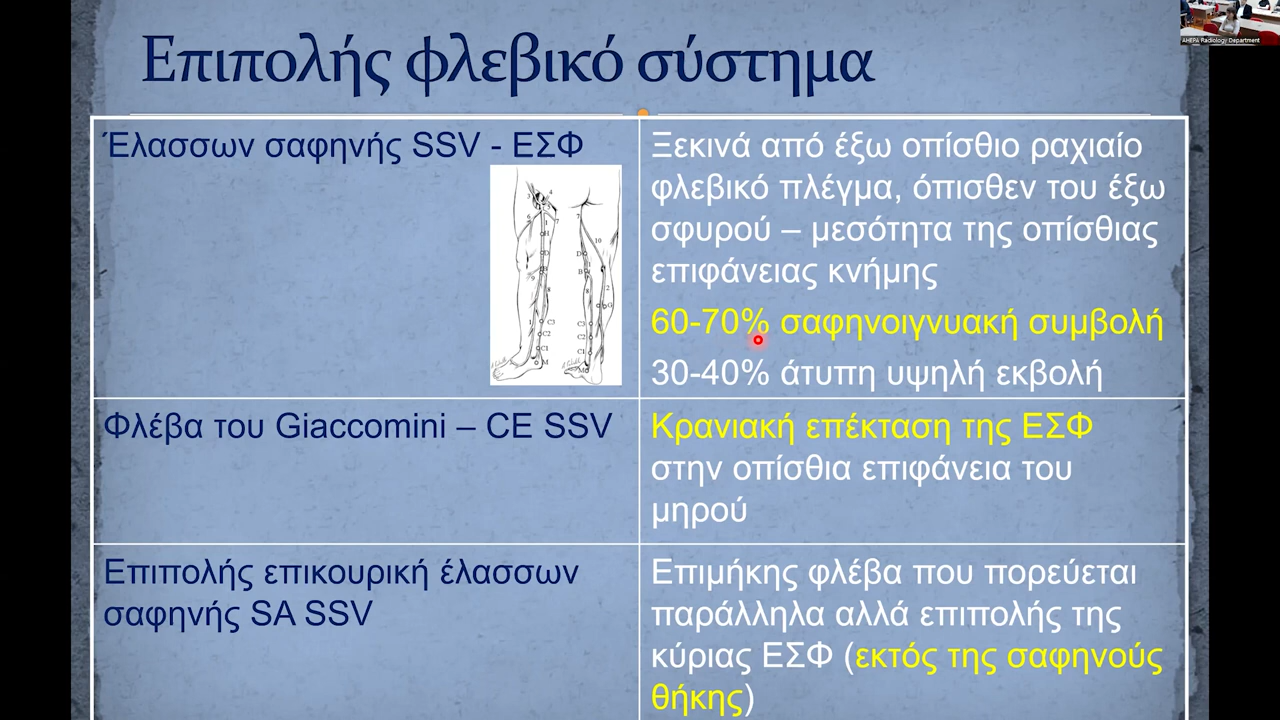 AHEPA Radiology Department
Επιπολής φλεβικό σύστημα
Έλασσων σαφηνής SSV - ΕΣΦ
Ξεκινά από έξω οπίσθιο ραχιαίο
φλεβικό πλέγμα, όπισθεν του έξω
σφυρού – μεσότητα της οπίσθιας
επιφάνειας κνήμης
60-70% σαφηνοιγνυακή συμβολή
30-40% άτυπη υψηλή εκβολή
Φλέβα του Giaccomini – CE SSV
Κρανιακή επέκταση της ΕΣΦ
στην οπίσθια επιφάνεια του
μηρού
Επιπολής επικουρική έλασσων
σαφηνής SA SSV
Επιμήκης φλέβα που πορεύεται
παράλληλα αλλά επιπολής της
κύριας ΕΣΦ (εκτός της σαφηνούς
θήκης)